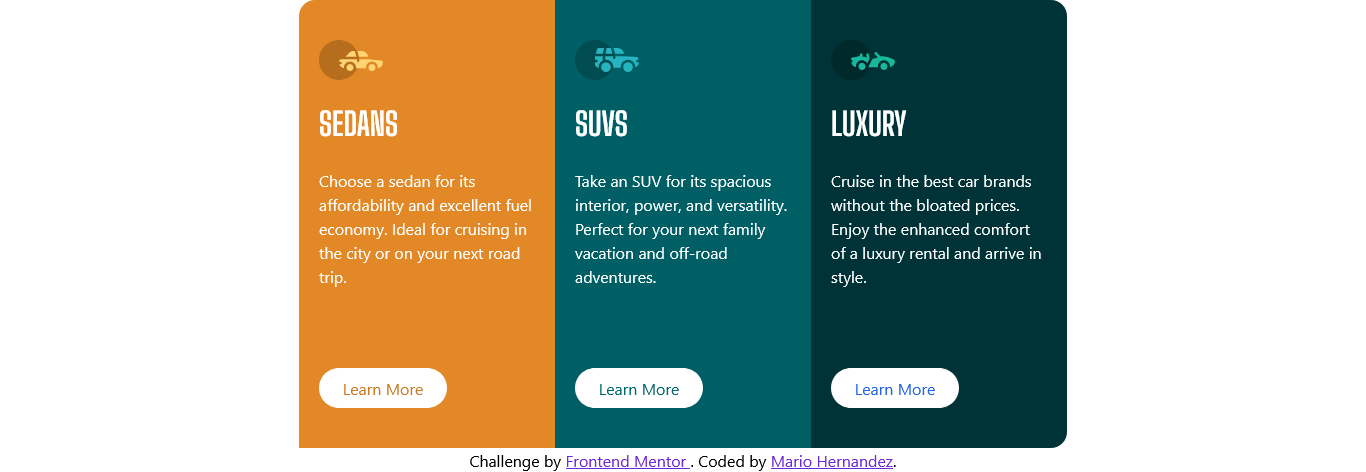 SEDANS
Choose a sedan for its
affordability and excellent fuel
economy. Ideal for cruising in
the city or on your next road
trip.
Learn More
SUVS
Take an SUV for its spacious
interior, power, and versatility.
Perfect for your next family
vacation and off-road
adventures.
Learn More
LUXURY
Cruise in the best car brands
without the bloated prices.
Enjoy the enhanced comfort
of a luxury rental and arrive in
style.
Learn More
Challenge by Frontend Mentor . Coded by Mario Hernandez.